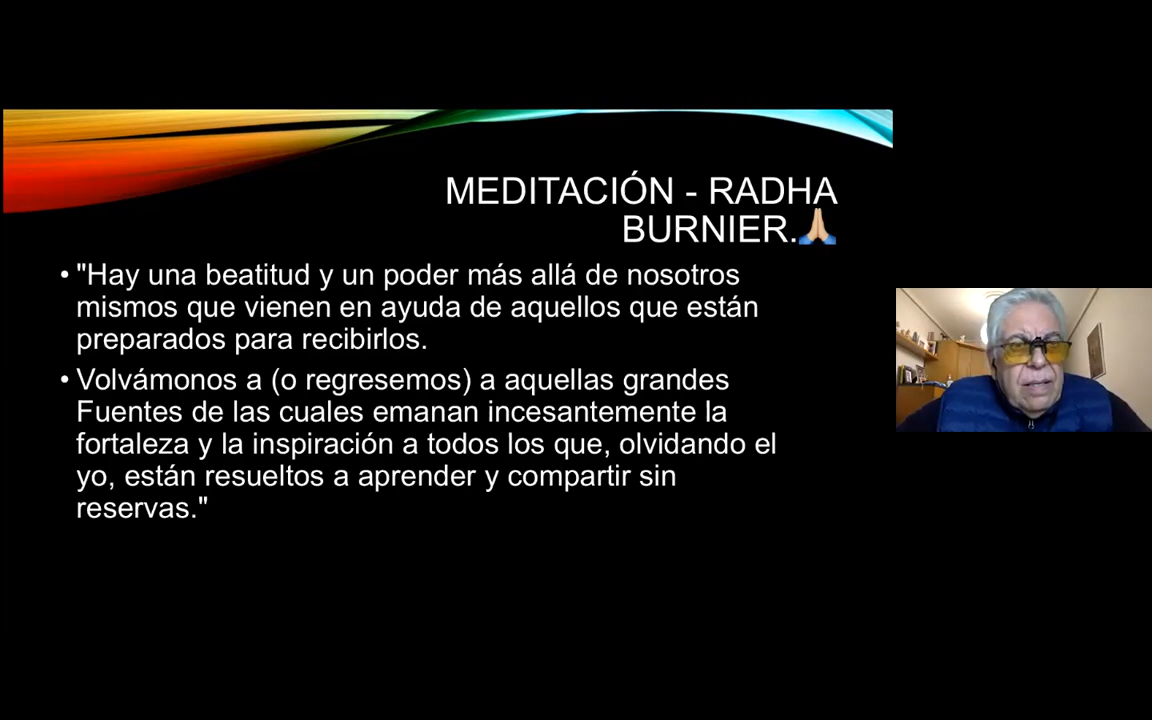 MEDITACIÓN - RADHA
BURNIER.🙏🏼
• "Hay una beatitud y un poder más allá de nosotros
mismos que vienen en ayuda de aquellos que están
preparados para recibirlos.
• Volvámonos a (o regresemos) a aquellas grandes
Fuentes de las cuales emanan incesantemente la
fortaleza y la inspiración a todos los que, olvidando el
yo, están resueltos a aprender y compartir sin
reservas."